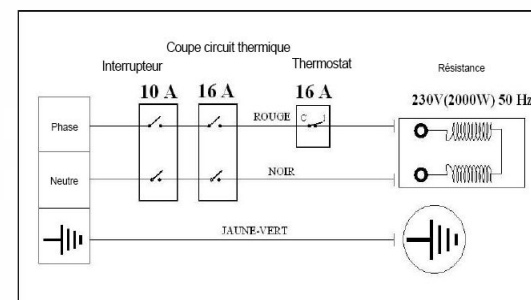 Coupe circuit thermique
Interrupteur
Thermostat
Résistance
10 A
16 A
16 A
230V(2000W) 50 Hz
Phase
ROUGE
C
1
Neutre
NOIR
JAUNE-VERT